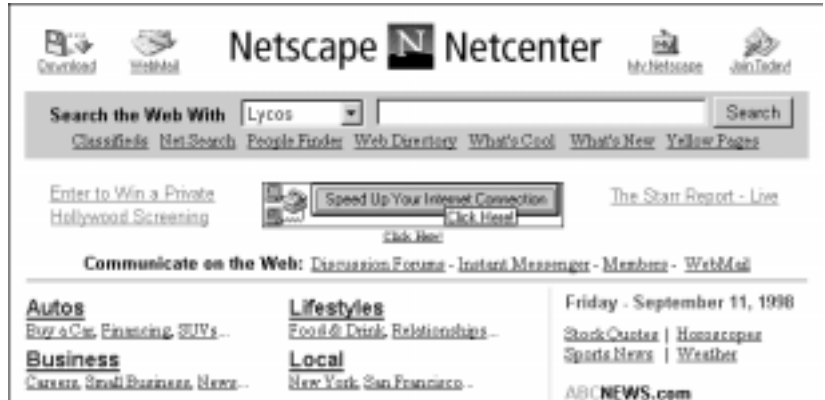 Netscape N Netcenter
Download WebMail My Netscape Join Today!
Search the Web With Lycos Search
Classifieds Net Search People Finder Web Directory What's Cool What's New Yellow Pages
Enter to Win a Private
Hollywood Screening
Speed Up Your Internet Connection
Click Here!
Click Here!
The Starr Report - Live
Communicate on the Web: Discussion Forums - Instant Messenger - Members - WebMail
Autos
Buy a Car, Financing, SUVs...
Business
Careers, Small Business, News...
Lifestyles
Food & Drink, Relationships...
Local
New York, San Francisco...
Friday - September 11, 1998
Stock Quotes | Horoscopes
Sports News | Weather
ABCNEWS.com